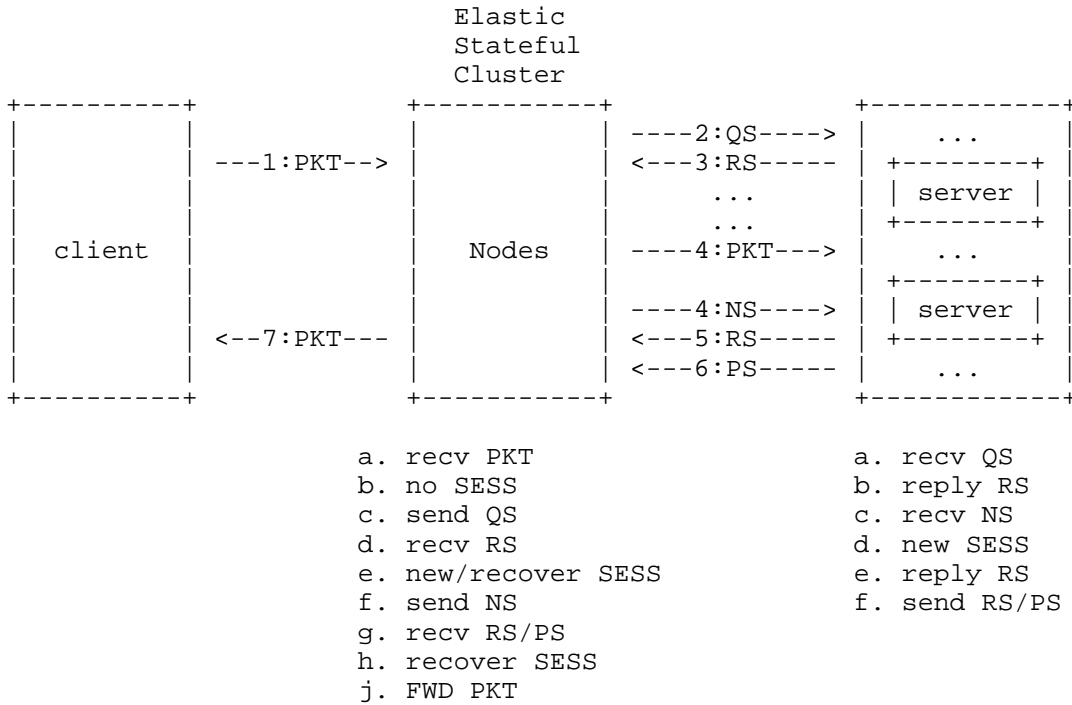 Elastic
Stateful
Cluster
+----------+ +-----------+ +------------+
| | | | ----2:QS----> | ... |
| | ---1:PKT--> | | <---3:RS----- | +--------+ |
| | | | ... | | server | |
| | | | ... | +--------+ |
| client | | Nodes | ----4:PKT---> | ... |
| | | | | +--------+ |
| | | | ----4:NS----> | | server | |
| | <--7:PKT--- | | <---5:RS----- | +--------+ |
| | | | <---6:PS----- | ... |
+----------+ +-----------+ +------------+
a. recv PKT a. recv QS
b. no SESS b. reply RS
c. send QS c. recv NS
d. recv RS d. new SESS
e. new/recover SESS e. reply RS
f. send NS f. send RS/PS
g. recv RS/PS
h. recover SESS
j. FWD PKT